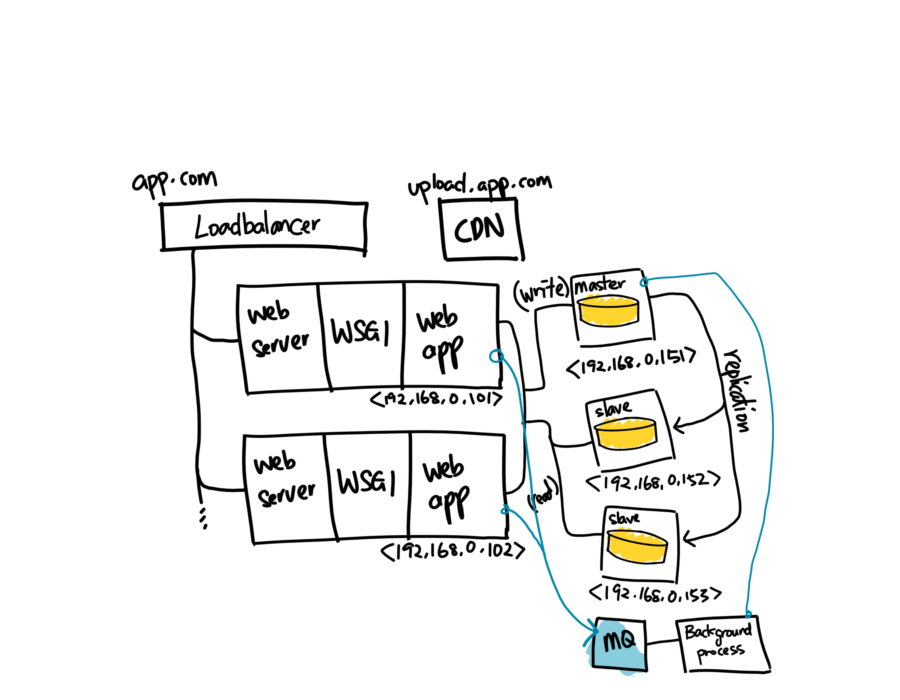 app.com
upload.app.com
Loadbalancer
CDN
web
server
WSGI
web
app
<192.168.0.101>
(write)
master
<192.168.0.151>
replication
slave
<192.168.0.152>
web
server
WSGI
web
app
<192.168.0.102>
(read)
slave
<192.168.0.153>
MQ
Background
process